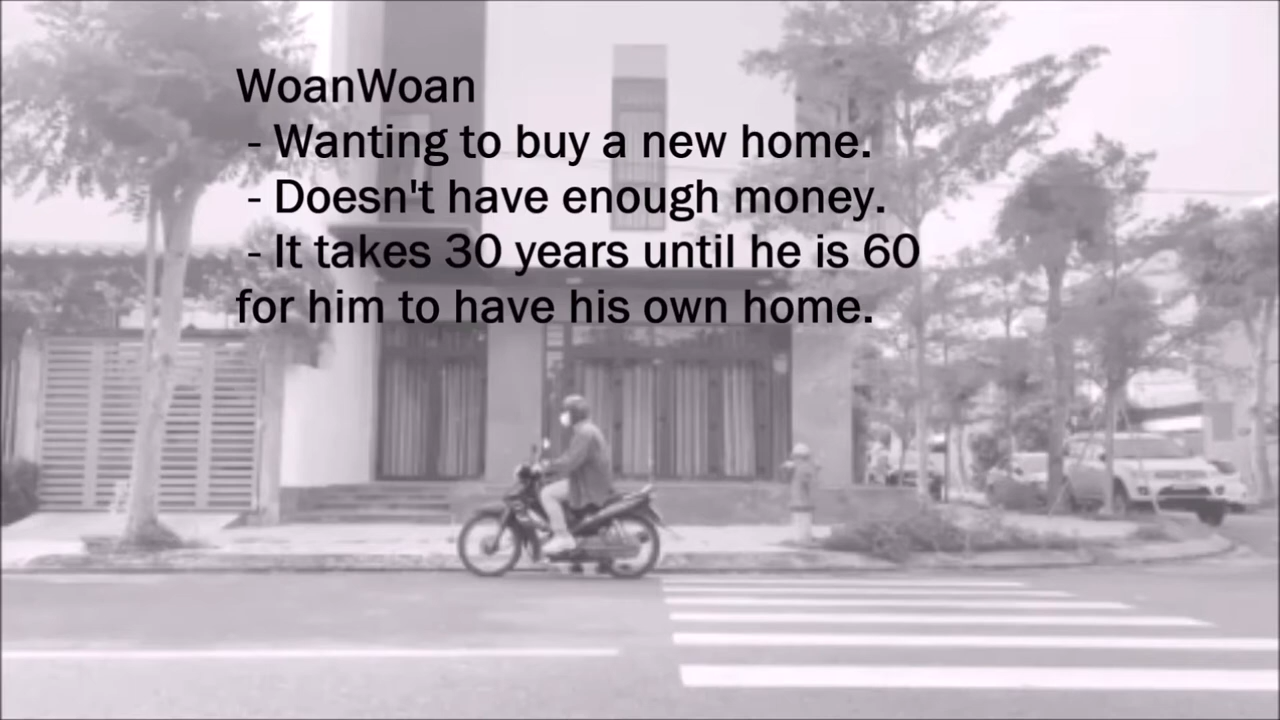 WoanWoan
- Wanting to buy a new home.
- Doesn't have enough money.
- It takes 30 years until he is 60
for him to have his own home.